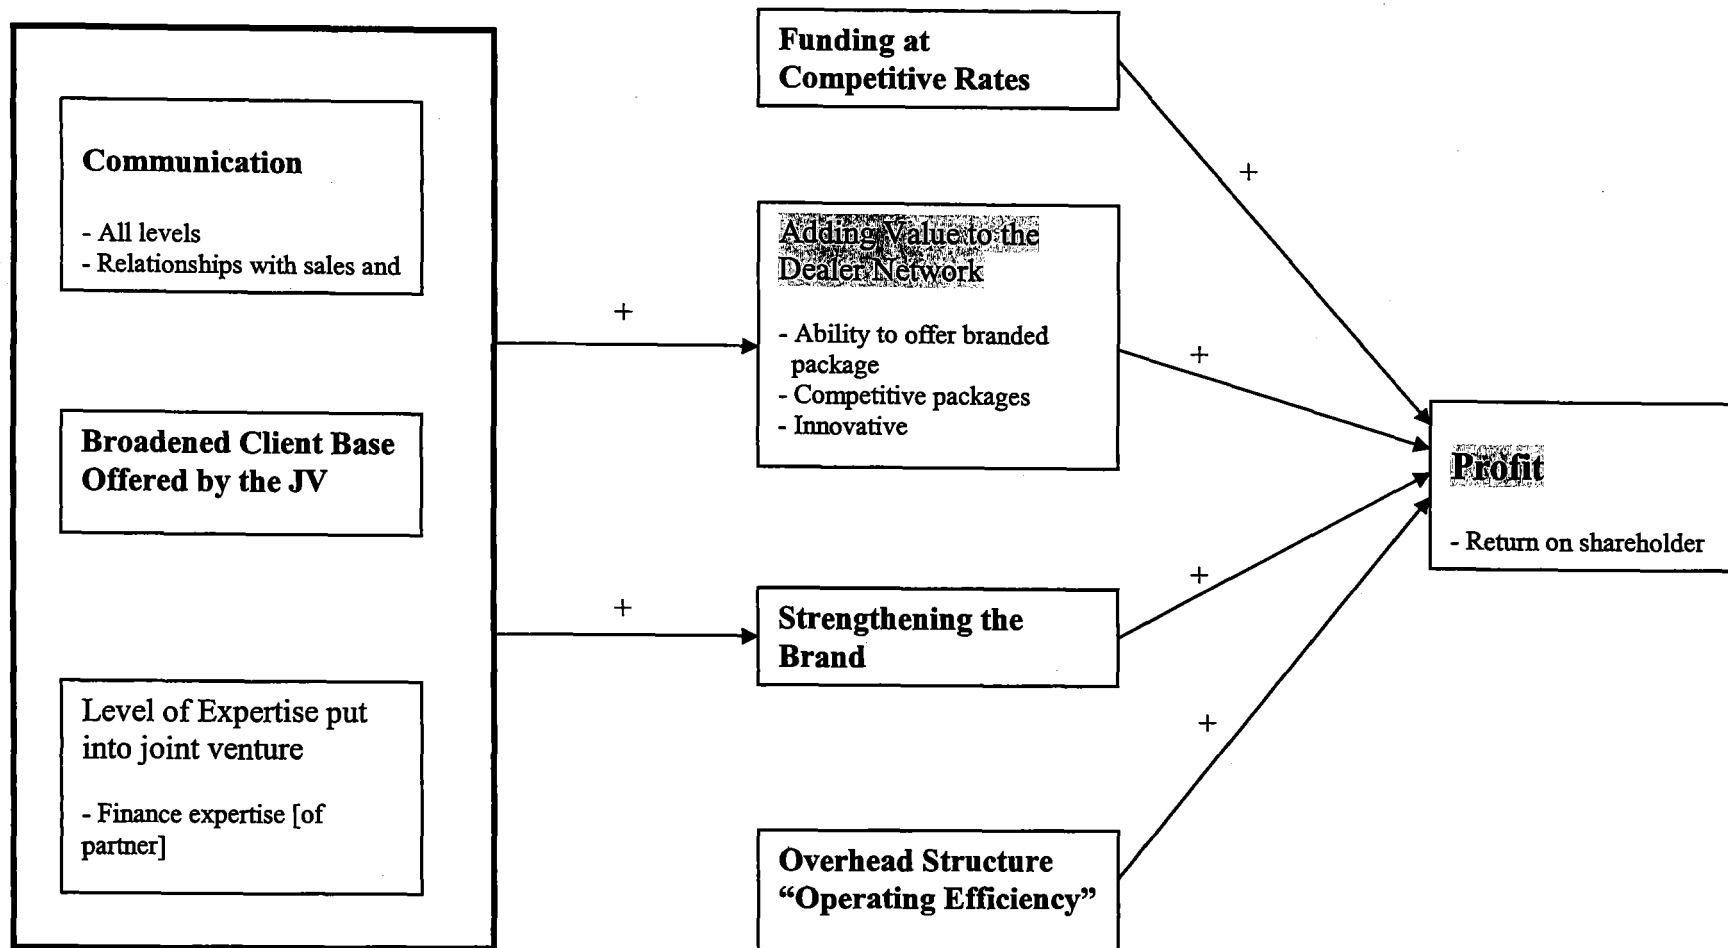 Communication
- All levels
- Relationships with sales and
Broadened Client Base
Offered by the JV
Level of Expertise put
into joint venture
- Finance expertise [of
partner]
+
+
Funding at
Competitive Rates
Adding Value to the
Dealer Network
- Ability to offer branded
package
- Competitive packages
- Innovative
Strengthening the
Brand
Overhead Structure
“Operating Efficiency”
+
+
+
+
Profit
- Return on shareholder